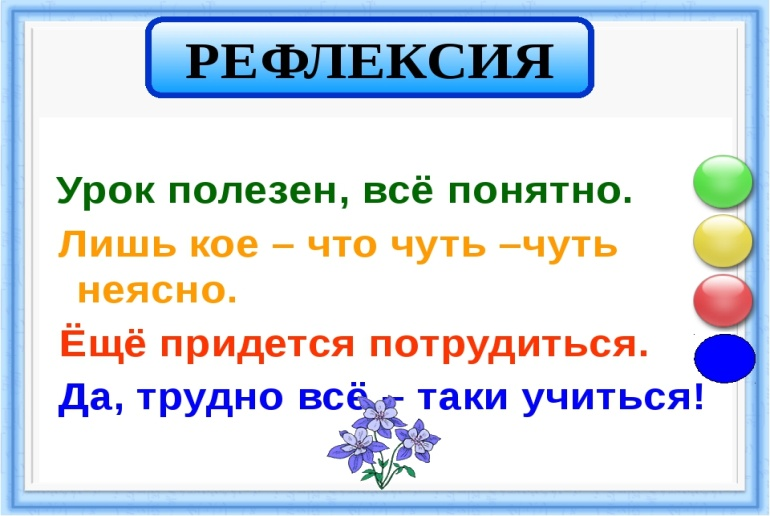 РЕФЛЕКСИЯ
Урок полезен, всё понятно.
Лишь кое – что чуть –чуть
неясно.
Ёщё придется потрудиться.
Да, трудно всё – таки учиться!